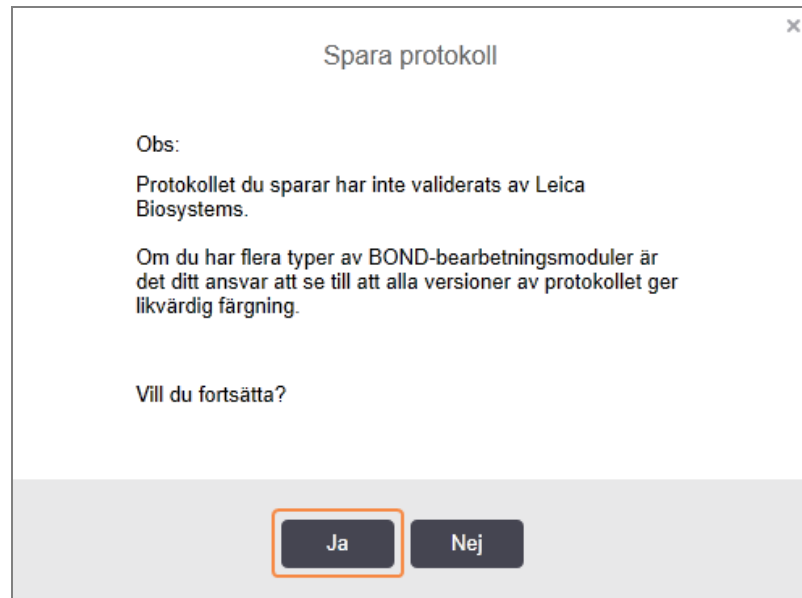 Spara protokoll
Obs:
Protokollet du sparar har inte validerats av Leica
Biosystems.
Om du har flera typer av BOND-bearbetningsmoduler är
det ditt ansvar att se till att alla versioner av protokollet ger
likvärdig färgning.
Vill du fortsätta?
Ja
Nej